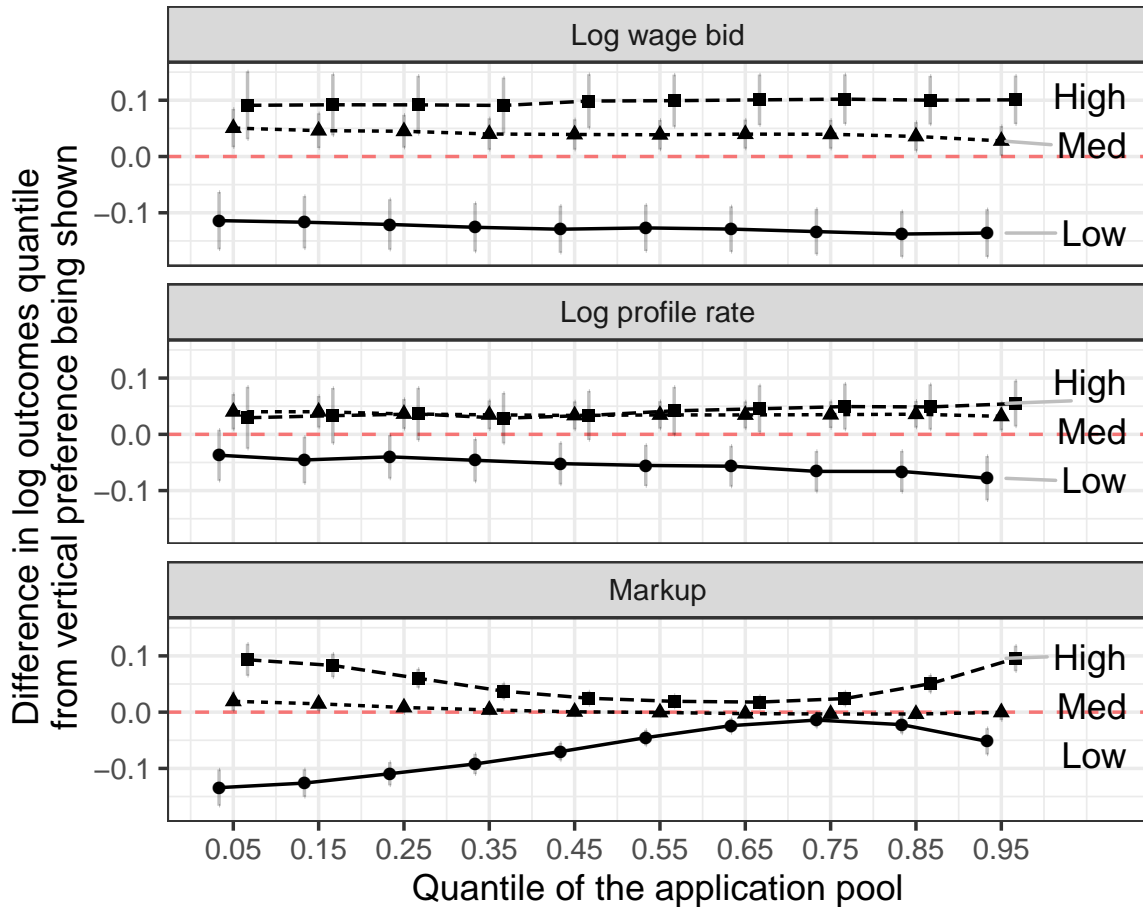 Difference in log outcomes quantile
from vertical preference being shown
Log wage bid
0.1
0.0
−0.1
High
Med
Low
Log profile rate
0.1
0.0
−0.1
High
Med
Low
Markup
0.1
0.0
−0.1
High
Med
Low
0.05 0.15 0.25 0.35 0.45 0.55 0.65 0.75 0.85 0.95
Quantile of the application pool